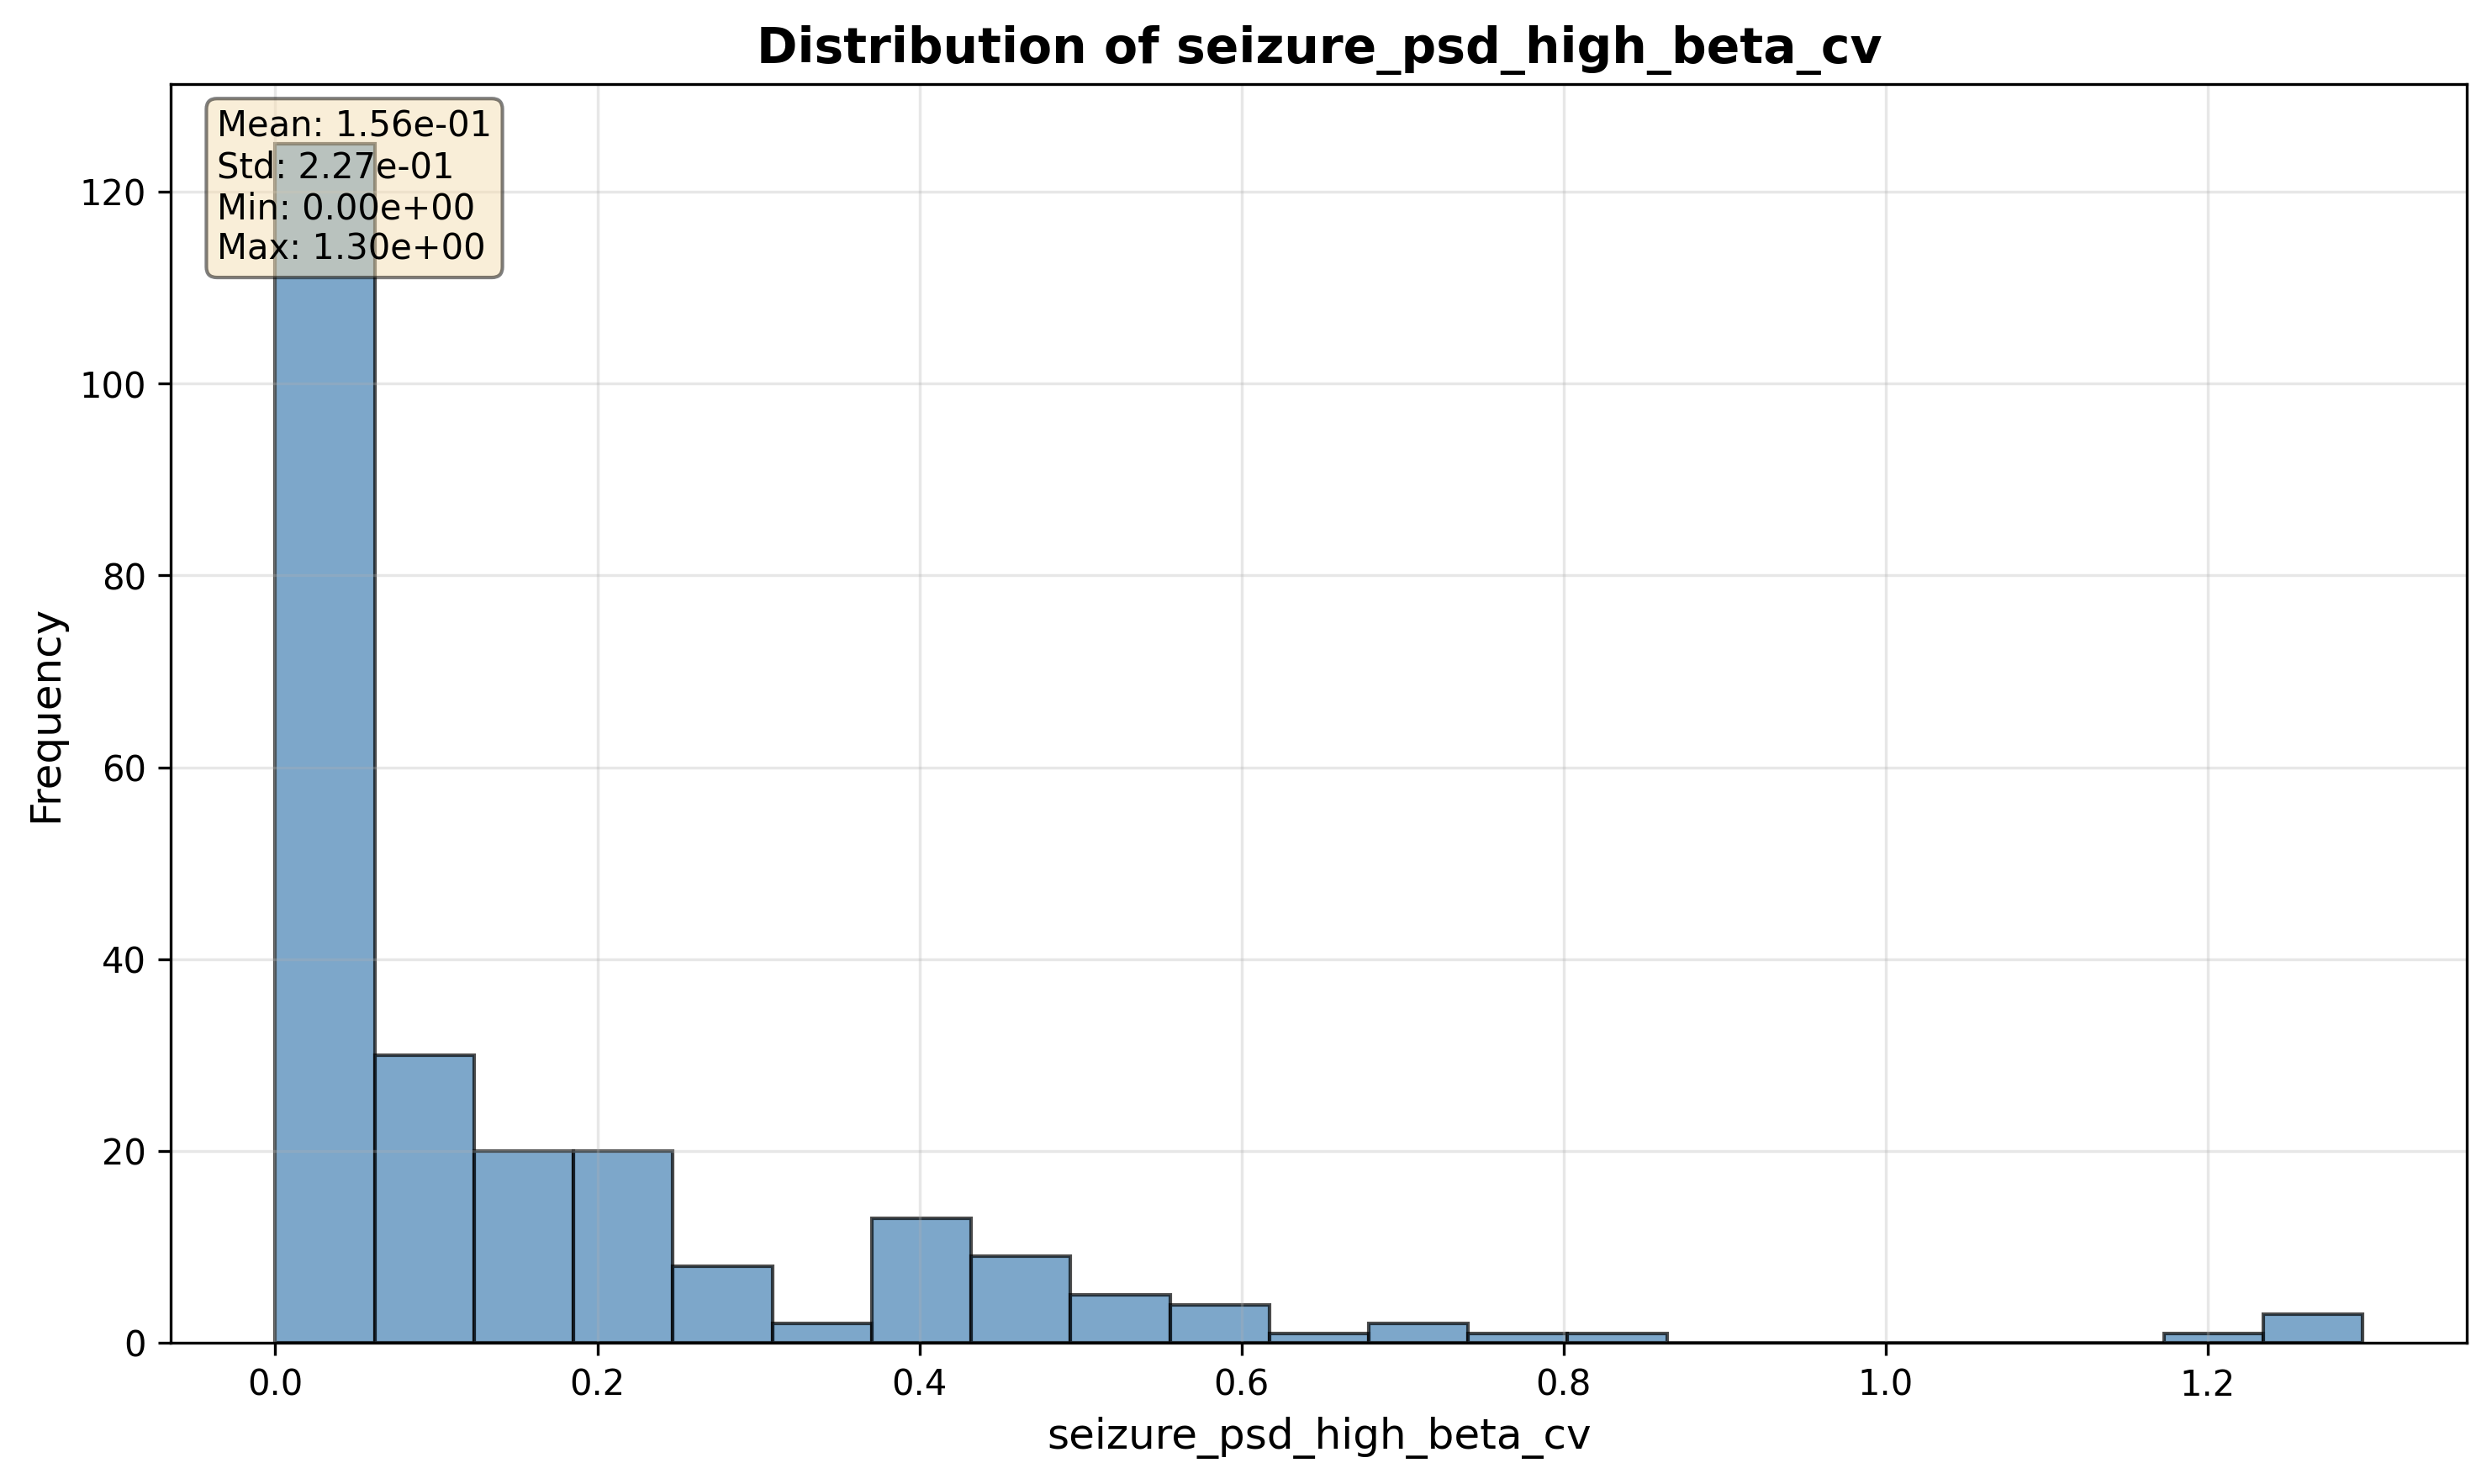 Distribution of seizure_psd_high_beta_cv
Mean: 1.56e-01
Std: 2.27e-01
Min: 0.00e+00
Max: 1.30e+00
120
100
80
60
40
20
0
Frequency
0.0 0.2 0.4 0.6 0.8 1.0 1.2
seizure_psd_high_beta_cv